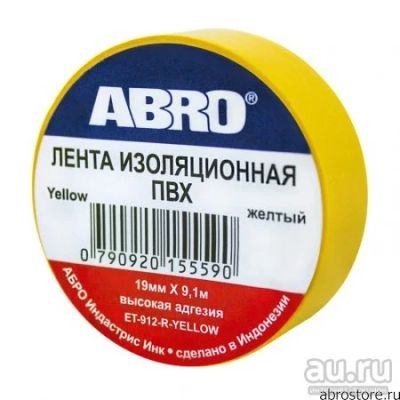 ABRO®
ЛЕНТА ИЗОЛЯЦИОННАЯ
ПВХ
Yellow
желтый
0 790920 155590
19мм X 9,1м
высокая адгезия
ET-912-R-YELLOW
АБРО Индастрис Инк • сделано в Индонезии
au.ru
abrostore.ru